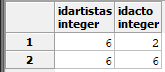 idartistas idacto
integer integer
1 6 2
2 6 6